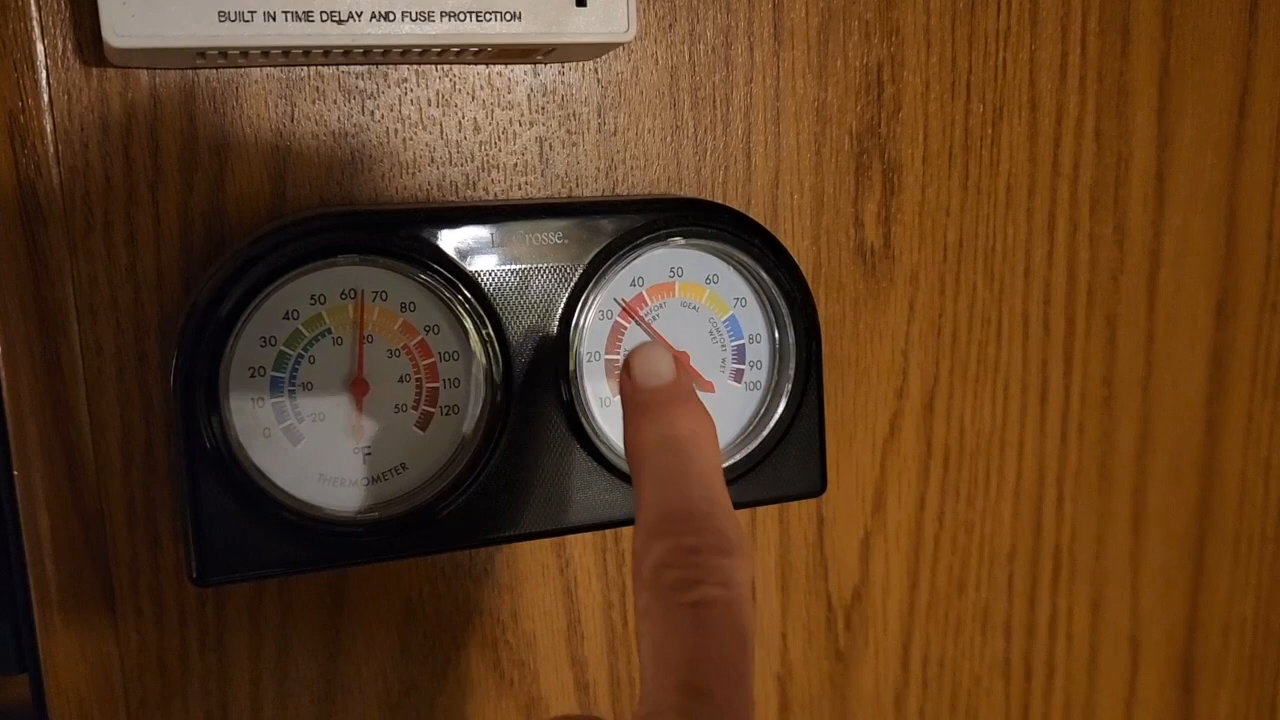 BUILT IN TIME DELAY AND FUSE PROTECTION
La Crosse
0 10 20 30 40 50 60 70 80 90 100 110 120
-20 -10 0 10 20 30 40 50
°F
THERMOMETER
10 20 30 40 50 60 70 80 90 100
IDEAL
COMFORT WET
WET